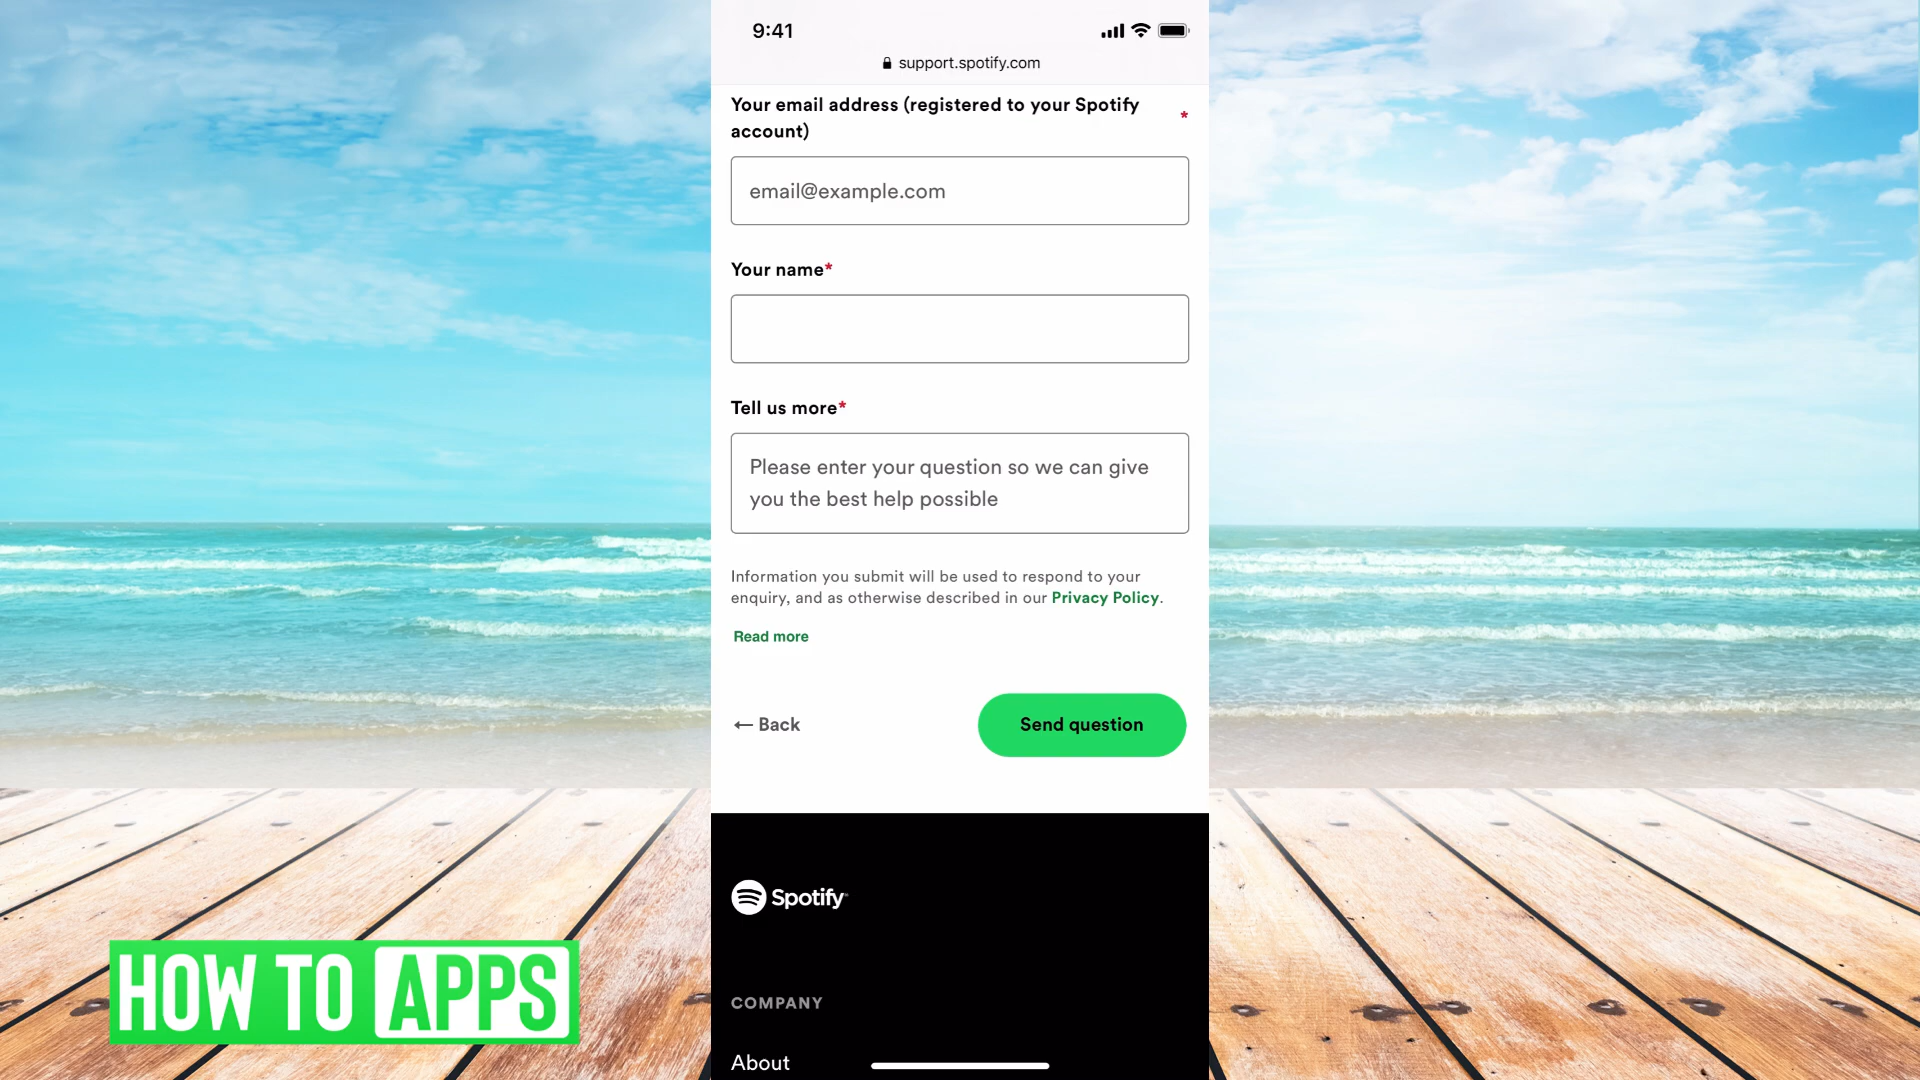 9:41
support.spotify.com
Your email address (registered to your Spotify
account) *
email@example.com
Your name*
Tell us more*
Please enter your question so we can give
you the best help possible
Information you submit will be used to respond to your
enquiry, and as otherwise described in our Privacy Policy.
Read more
← Back
Send question
Spotify
COMPANY
About
HOW TO APPS